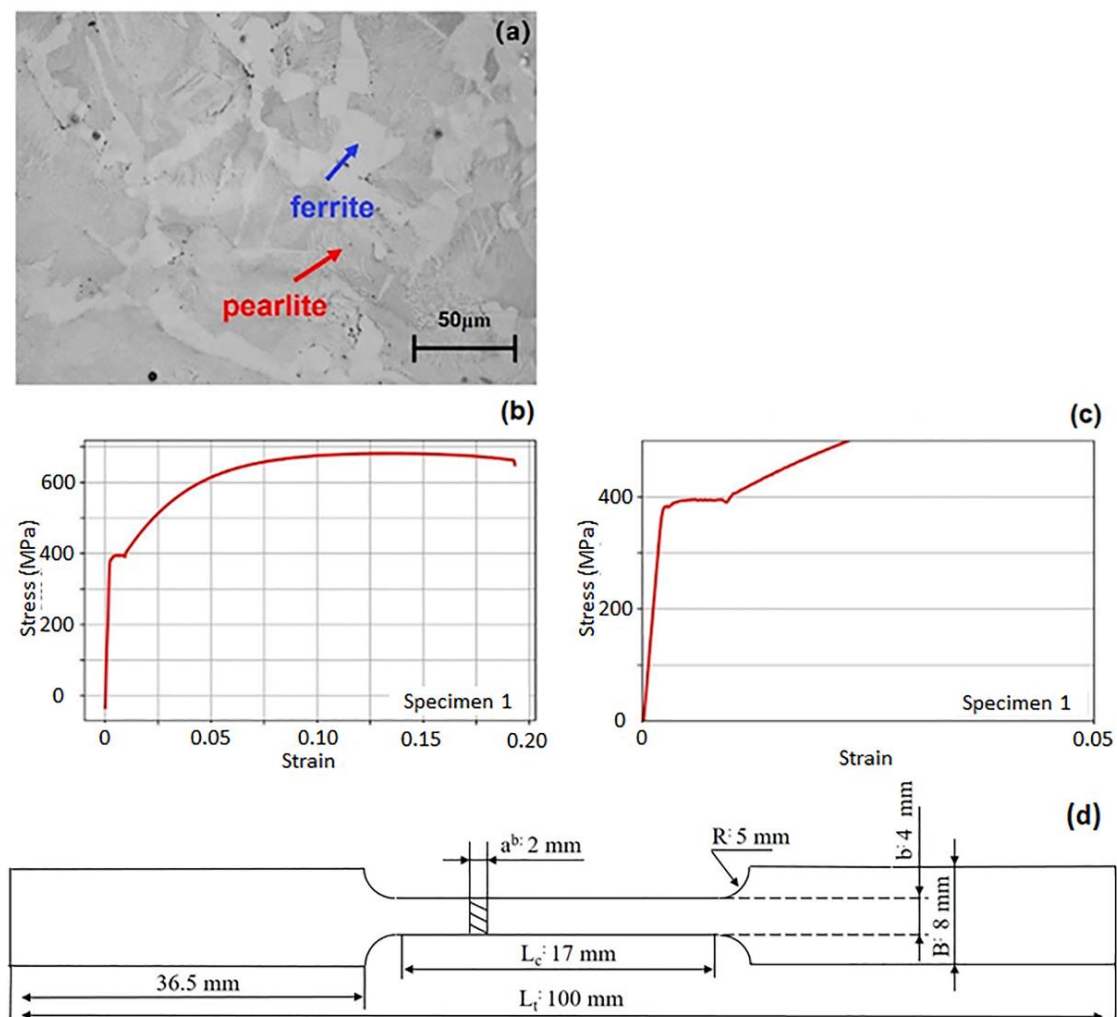 (a)
ferrite
pearlite
50μm
(b)
600
400
200
0
Stress (MPa)
Specimen 1
0
0.05
0.10
0.15
0.20
Strain
(c)
400
200
0
Stress (MPa)
Specimen 1
0
0.05
Strain
(d)
aᵇ: 2 mm
R: 5 mm
b: 4 mm
B: 8 mm
L꜀: 17 mm
36.5 mm
Lₜ: 100 mm